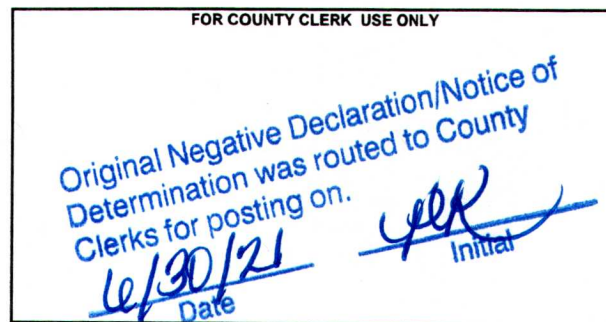 FOR COUNTY CLERK USE ONLY
Original Negative Declaration/Notice of
Determination was routed to County
Clerks for posting on.
6/30/21
Date
Initial